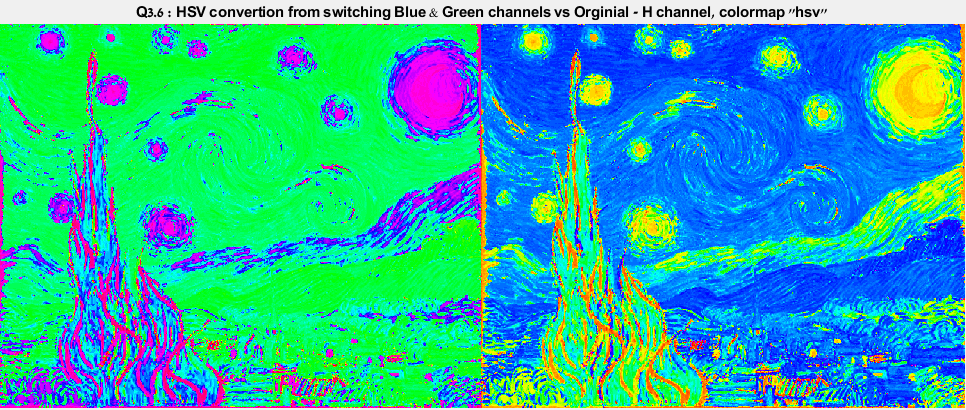 Q3.6 : HSV convertion from switching Blue & Green channels vs Orginial - H channel, colormap "hsv"